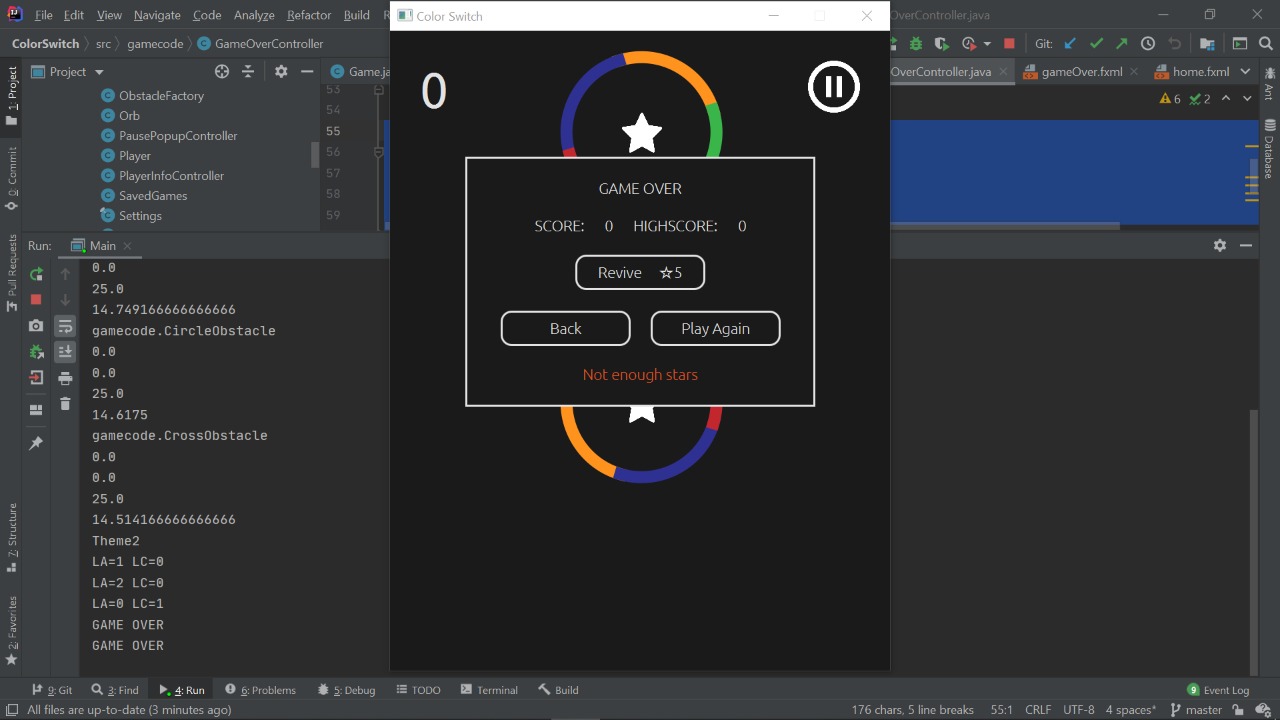 File Edit View Navigate Code Analyze Refactor Build
Color Switch
OverController.java
ColorSwitch src gamecode GameOverController
Git:
Project
Game.ja
OverController.java gameOver.fxml home.fxml
ObstacleFactory
Orb
PausePopupController
Player
PlayerInfoController
SavedGames
Settings
53
54
55
56
57
58
59
6 2
1: Project
0: Commit
Pull Requests
7: Structure
2: Favorites
Ant
Database
Run: Main
0.0
25.0
14.749166666666666
gamecode.CircleObstacle
0.0
0.0
25.0
14.6175
gamecode.CrossObstacle
0.0
0.0
25.0
14.514166666666666
Theme2
LA=1 LC=0
LA=2 LC=0
LA=0 LC=1
GAME OVER
GAME OVER
0
GAME OVER
SCORE: 0 HIGHSCORE: 0
Revive ☆5
Back Play Again
Not enough stars
9: Git 3: Find 4: Run 6: Problems 5: Debug TODO Terminal Build 9 Event Log
All files are up-to-date (3 minutes ago) 176 chars, 5 line breaks 55:1 CRLF UTF-8 4 spaces* master